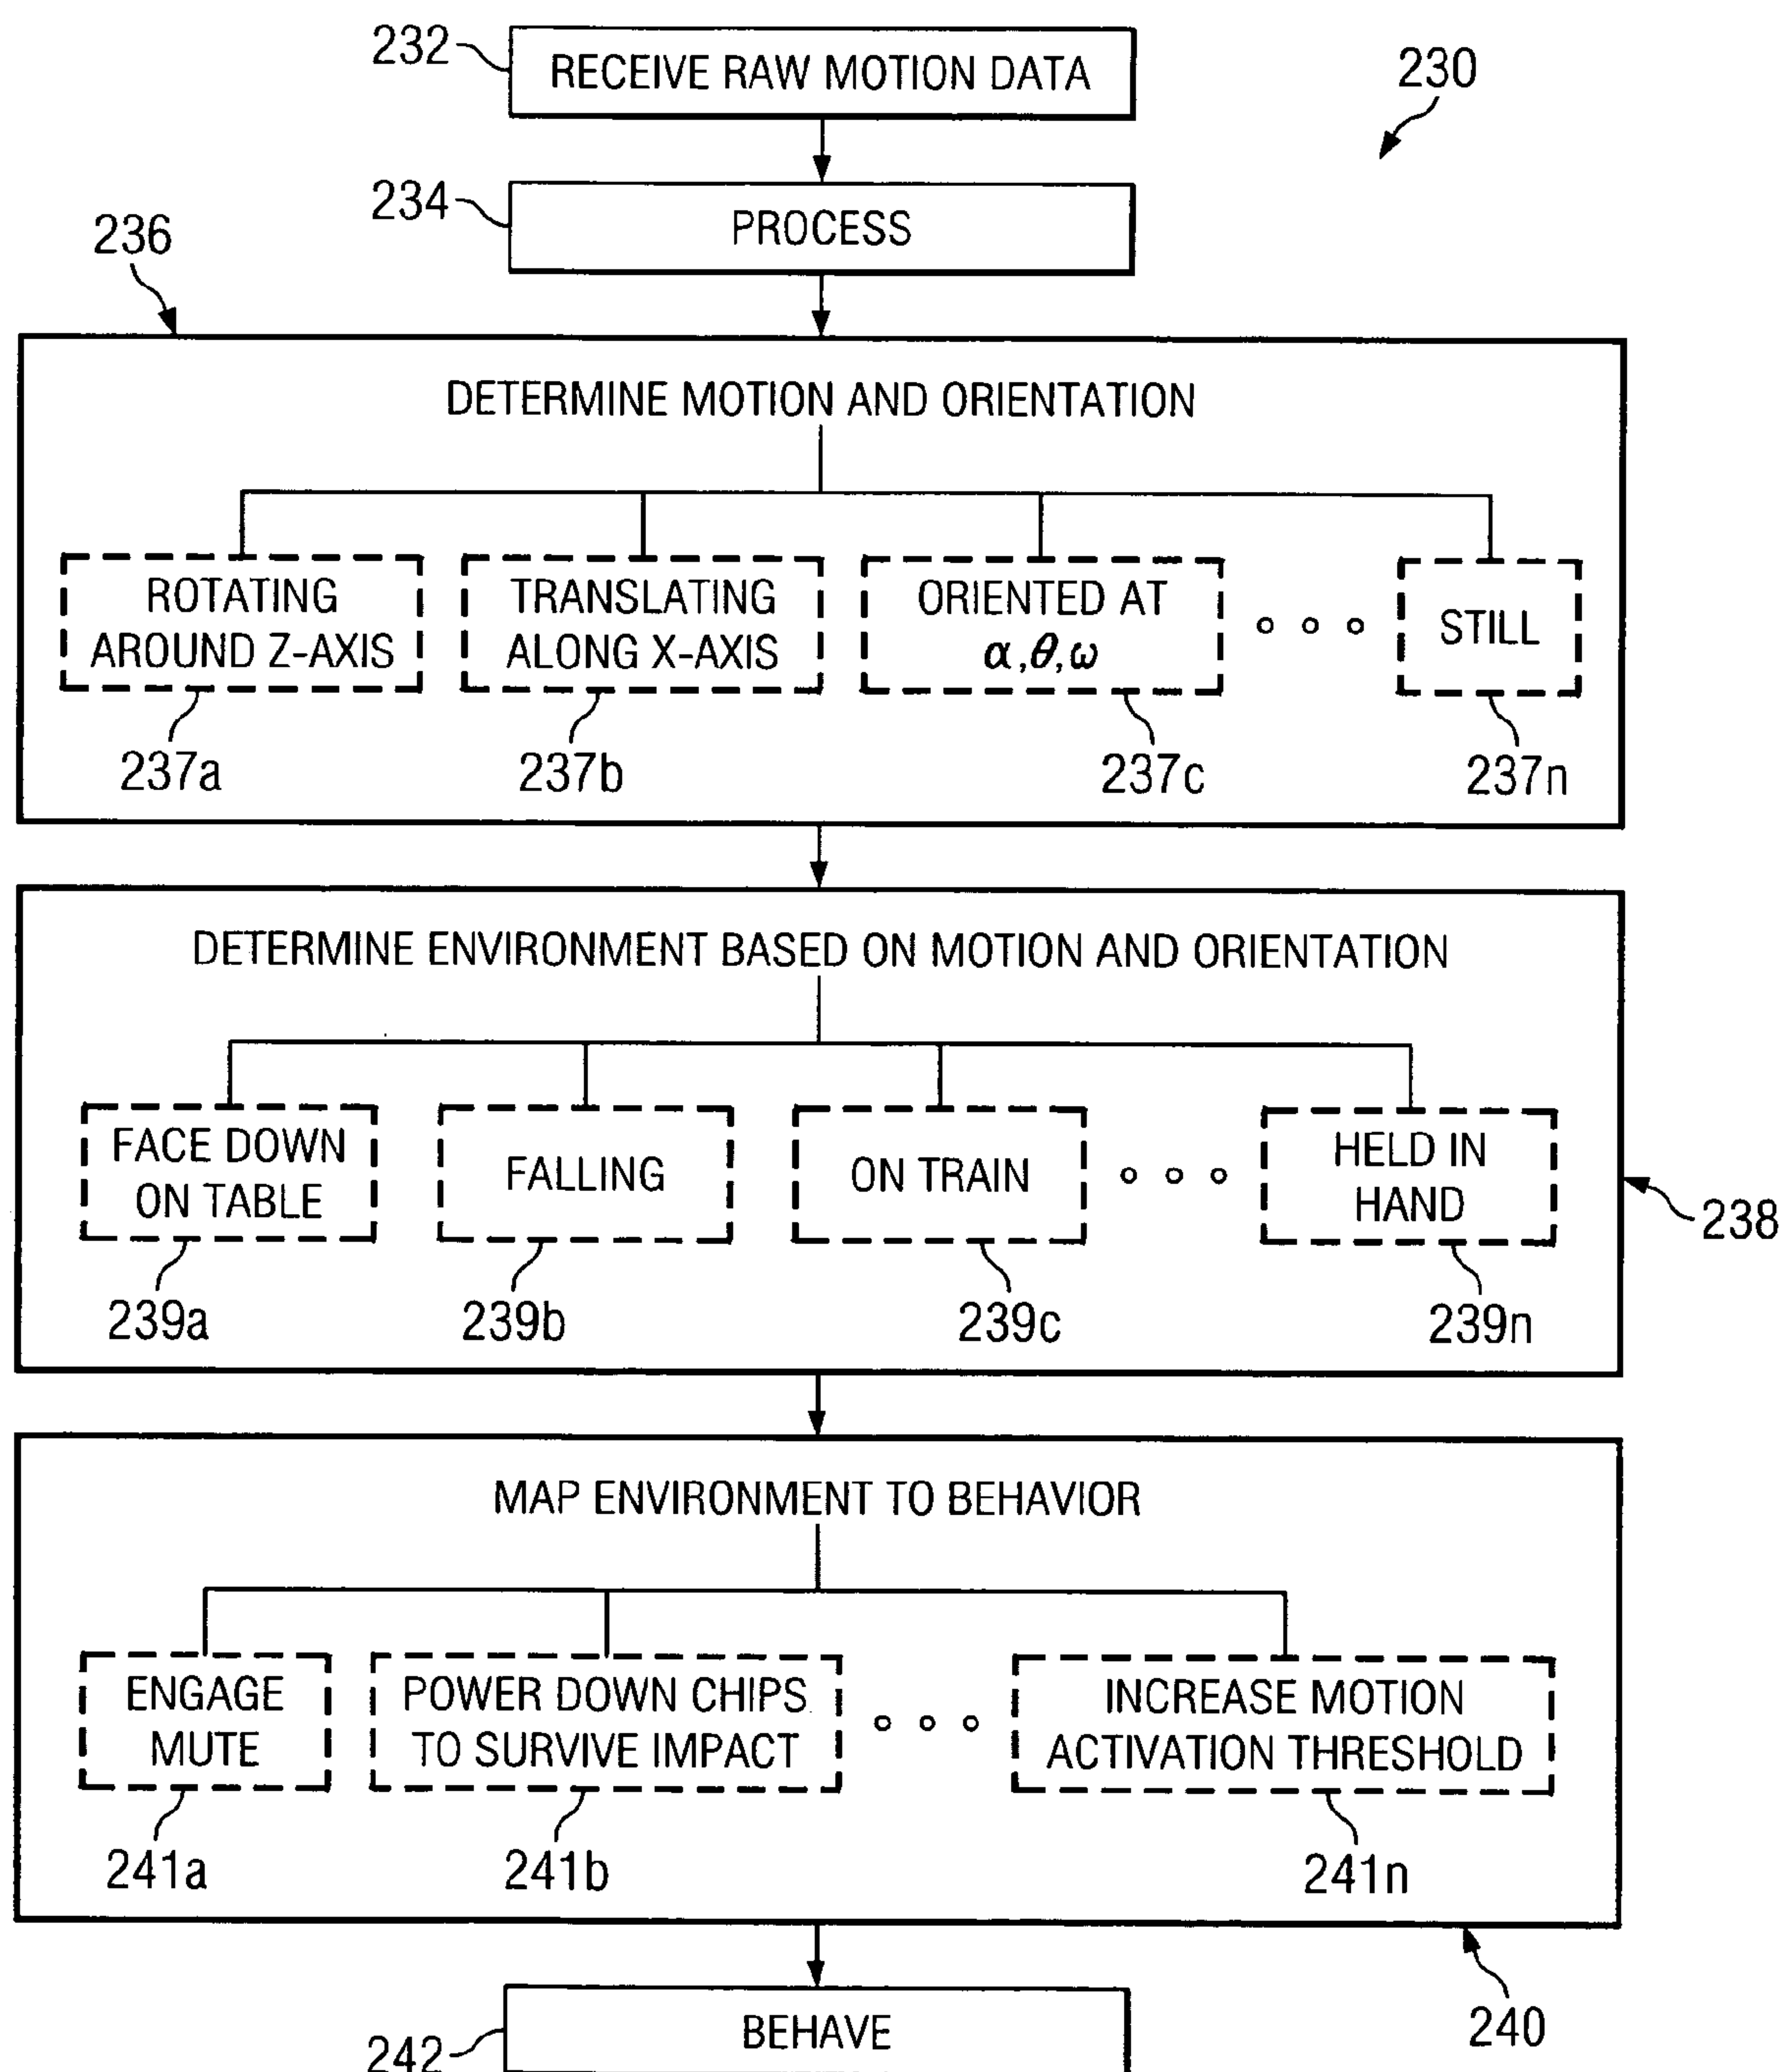 232
RECEIVE RAW MOTION DATA
230
234
PROCESS
236
DETERMINE MOTION AND ORIENTATION
ROTATING
AROUND Z-AXIS
TRANSLATING
ALONG X-AXIS
ORIENTED AT
α,θ,ω
STILL
237a
237b
237c
237n
DETERMINE ENVIRONMENT BASED ON MOTION AND ORIENTATION
FACE DOWN
ON TABLE
FALLING
ON TRAIN
HELD IN
HAND
238
239a
239b
239c
239n
MAP ENVIRONMENT TO BEHAVIOR
ENGAGE
MUTE
POWER DOWN CHIPS
TO SURVIVE IMPACT
INCREASE MOTION
ACTIVATION THRESHOLD
241a
241b
241n
240
242
BEHAVE